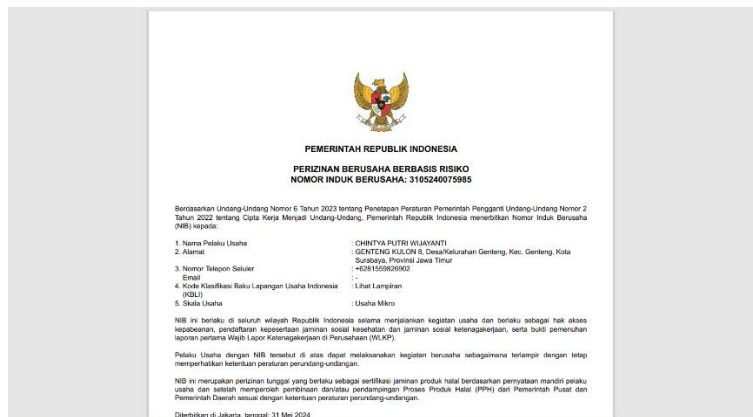 PEMERINTAH REPUBLIK INDONESIA
PERIZINAN BERUSAHA BERBASIS RISIKO
NOMOR INDUK BERUSAHA: 3105240075985
Berdasarkan Undang-Undang Nomor 6 Tahun 2023 tentang Penetapan Peraturan Pemerintah Pengganti Undang-Undang Nomor 2
Tahun 2022 tentang Cipta Kerja Menjadi Undang-Undang, Pemerintah Republik Indonesia menerbitkan Nomor Induk Berusaha
(NIB) kepada:
1. Nama Pelaku Usaha : CHINTYA PUTRI WIJAYANTI
2. Alamat : GENTENG KULON 8, Desa/Kelurahan Genteng, Kec. Genteng, Kota
Surabaya, Provinsi Jawa Timur
3. Nomor Telepon Seluler : +6281559826902
Email : -
4. Kode Klasifikasi Baku Lapangan Usaha Indonesia : Lihat Lampiran
(KBLI)
5. Skala Usaha : Usaha Mikro
NIB ini berlaku di seluruh wilayah Republik Indonesia selama menjalankan kegiatan usaha dan berlaku sebagai hak akses
kepabeanan, pendaftaran kepesertaan jaminan sosial kesehatan dan jaminan sosial ketenagakerjaan, serta bukti pemenuhan
laporan pertama Wajib Lapor Ketenagakerjaan di Perusahaan (WLKP).
Pelaku Usaha dengan NIB tersebut di atas dapat melaksanakan kegiatan berusaha sebagaimana terlampir dengan tetap
memperhatikan ketentuan peraturan perundang-undangan.
NIB ini merupakan perizinan tunggal yang berlaku sebagai sertifikasi jaminan produk halal berdasarkan pernyataan mandiri pelaku
usaha dan setelah memperoleh pembinaan dan/atau pendampingan Proses Produk Halal (PPH) dari Pemerintah Pusat dan
Pemerintah Daerah sesuai dengan ketentuan peraturan perundang-undangan.
Diterbitkan di Jakarta, tanggal: 31 Mei 2024